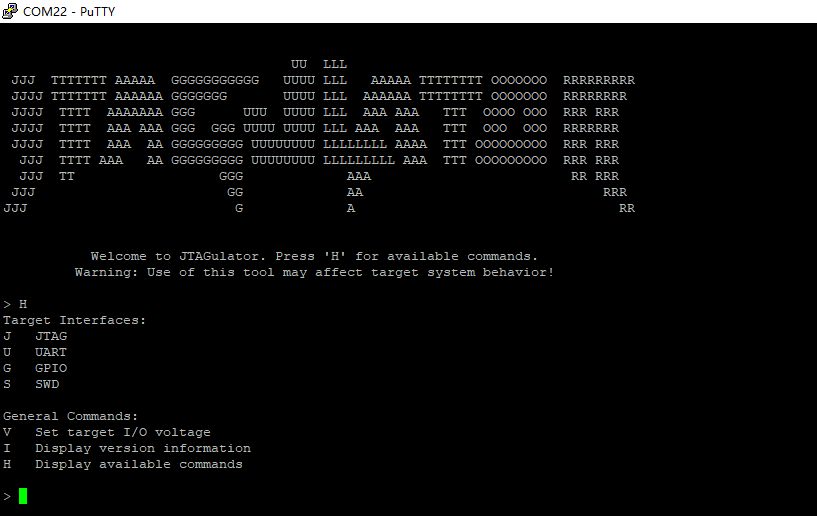 COM22 - PuTTY
                                    UU  LLL
 JJJ  TTTTTTT AAAAA  GGGGGGGGGGG   UUUU LLL   AAAAA TTTTTTTT OOOOOOO  RRRRRRRRR
 JJJJ TTTTTTT AAAAAA GGGGGGG       UUUU LLL  AAAAAA TTTTTTTT OOOOOOO  RRRRRRRR
 JJJJ  TTTT  AAAAAAA GGG      UUU  UUUU LLL  AAA AAA   TTT  OOOO OOO  RRR RRR
 JJJJ  TTTT  AAA AAA GGG  GGG UUUU UUUU LLL AAA  AAA   TTT  OOO  OOO  RRRRRRR
 JJJJ  TTTT  AAA  AA GGGGGGGGG UUUUUUUU LLLLLLLL AAAA  TTT OOOOOOOOO  RRR RRR
  JJJ  TTTT AAA   AA GGGGGGGGG UUUUUUUU LLLLLLLLL AAA  TTT OOOOOOOOO  RRR RRR
  JJJ  TT                  GGG             AAA                         RR RRR
 JJJ                        GG             AA                              RRR
JJJ                          G             A                                 RR
Welcome to JTAGulator. Press 'H' for available commands.
Warning: Use of this tool may affect target system behavior!
> H
Target Interfaces:
J   JTAG
U   UART
G   GPIO
S   SWD
General Commands:
V   Set target I/O voltage
I   Display version information
H   Display available commands
>